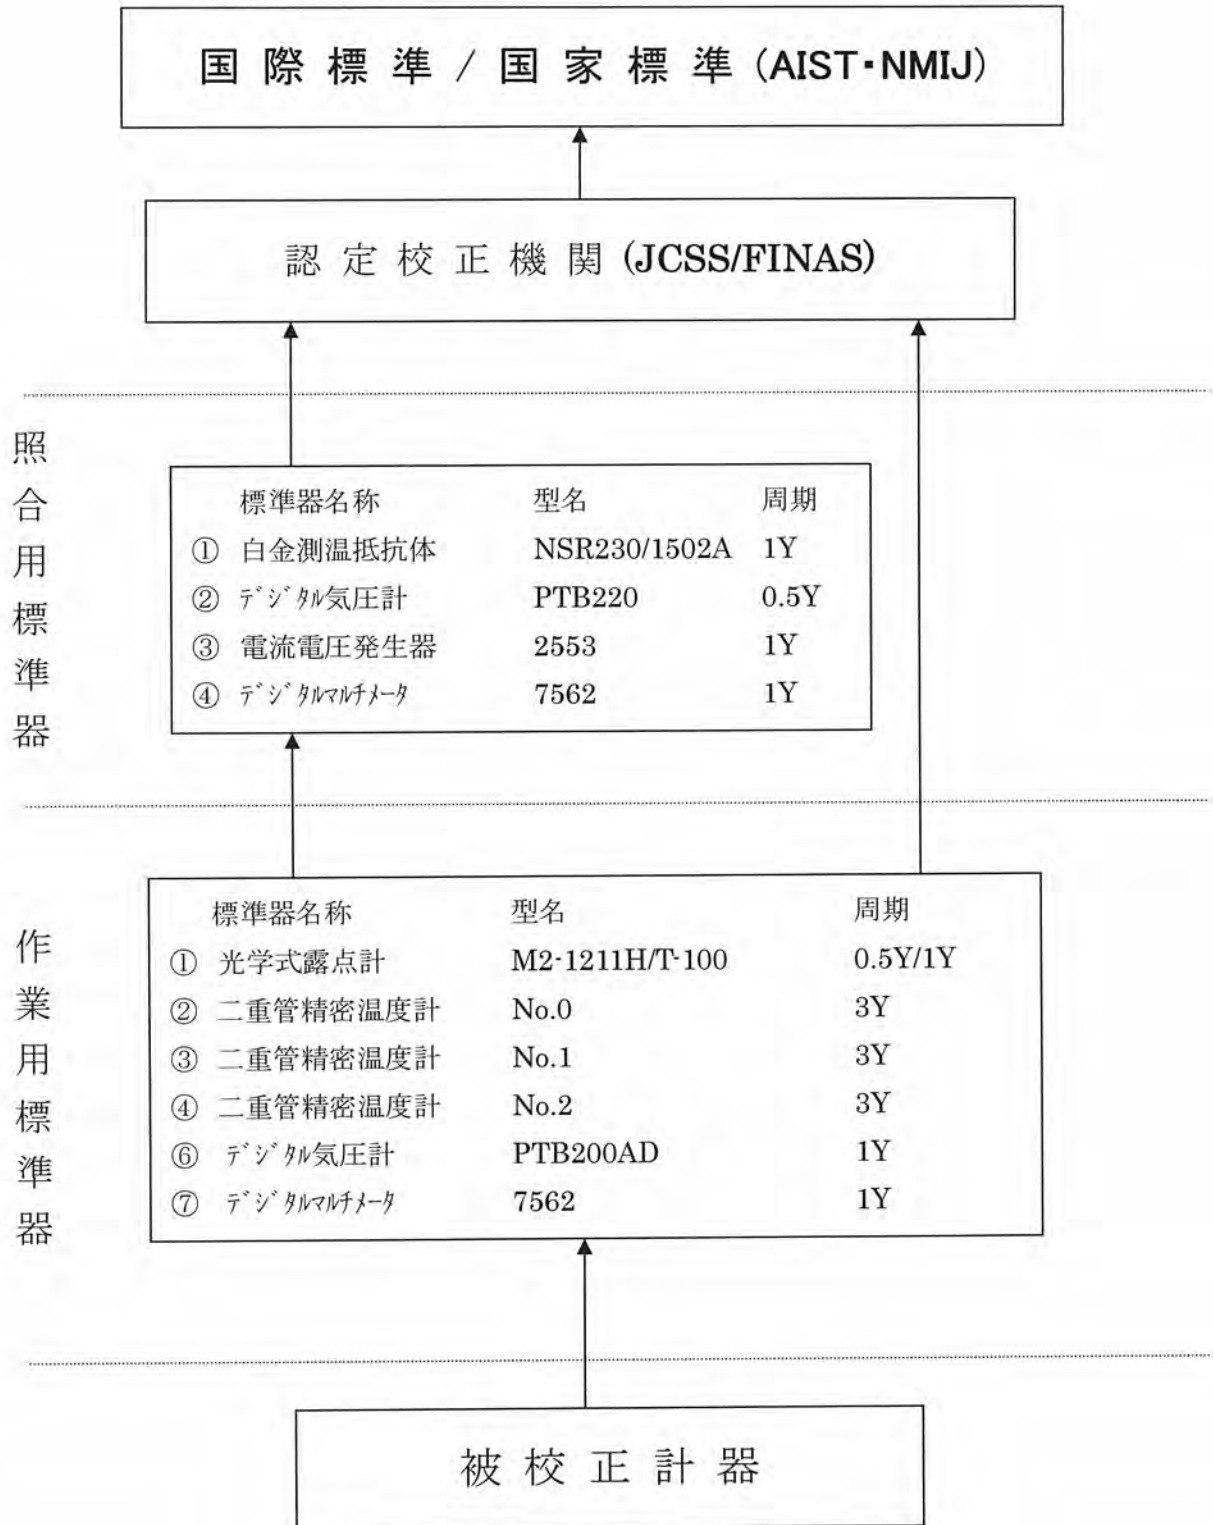 国際標準/国家標準(AIST・NMIJ)
認定校正機関(JCSS/FINAS)
照合用標準器
標準器名称 型名 周期
① 白金測温抵抗体 NSR230/1502A 1Y
② ﾃﾞｼﾞﾀﾙ気圧計 PTB220 0.5Y
③ 電流電圧発生器 2553 1Y
④ ﾃﾞｼﾞﾀﾙﾏﾙﾁﾒｰﾀ 7562 1Y
作業用標準器
標準器名称 型名 周期
① 光学式露点計 M2-1211H/T-100 0.5Y/1Y
② 二重管精密温度計 No.0 3Y
③ 二重管精密温度計 No.1 3Y
④ 二重管精密温度計 No.2 3Y
⑥ ﾃﾞｼﾞﾀﾙ気圧計 PTB200AD 1Y
⑦ ﾃﾞｼﾞﾀﾙﾏﾙﾁﾒｰﾀ 7562 1Y
被校正計器